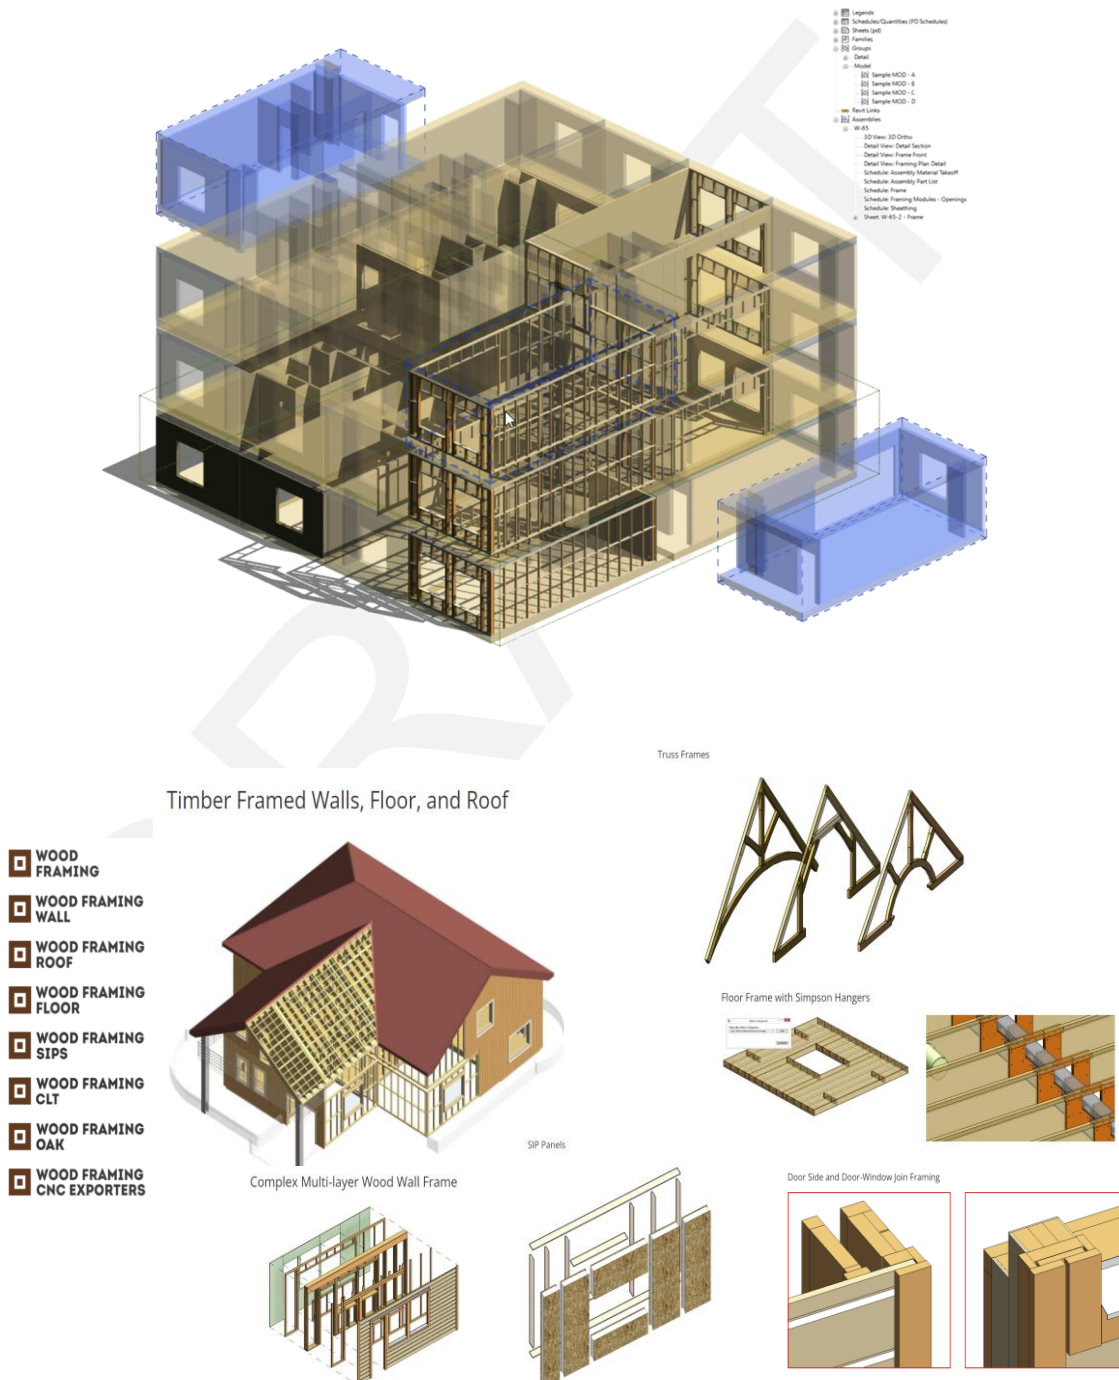 Legends
Schedules/Quantities (PD Schedules)
Sheets (pd)
Families
Groups
Detail
Model
Sample MOD - A
Sample MOD - B
Sample MOD - C
Sample MOD - D
Revit Links
Assemblies
W-65
3D View: 3D Ortho
Detail View: Detail Section
Detail View: Frame Front
Detail View: Framing Plan Detail
Schedule: Assembly Material Takeoff
Schedule: Assembly Part List
Schedule: Frame
Schedule: Framing Modules - Openings
Schedule: Sheathing
Sheet: W-65-2 - Frame
Truss Frames
Timber Framed Walls, Floor, and Roof
WOOD
FRAMING
WOOD FRAMING
WALL
WOOD FRAMING
ROOF
WOOD FRAMING
FLOOR
WOOD FRAMING
SIPS
WOOD FRAMING
CLT
WOOD FRAMING
OAK
WOOD FRAMING
CNC EXPORTERS
Floor Frame with Simpson Hangers
SIP Panels
Complex Multi-layer Wood Wall Frame
Door Side and Door-Window Join Framing